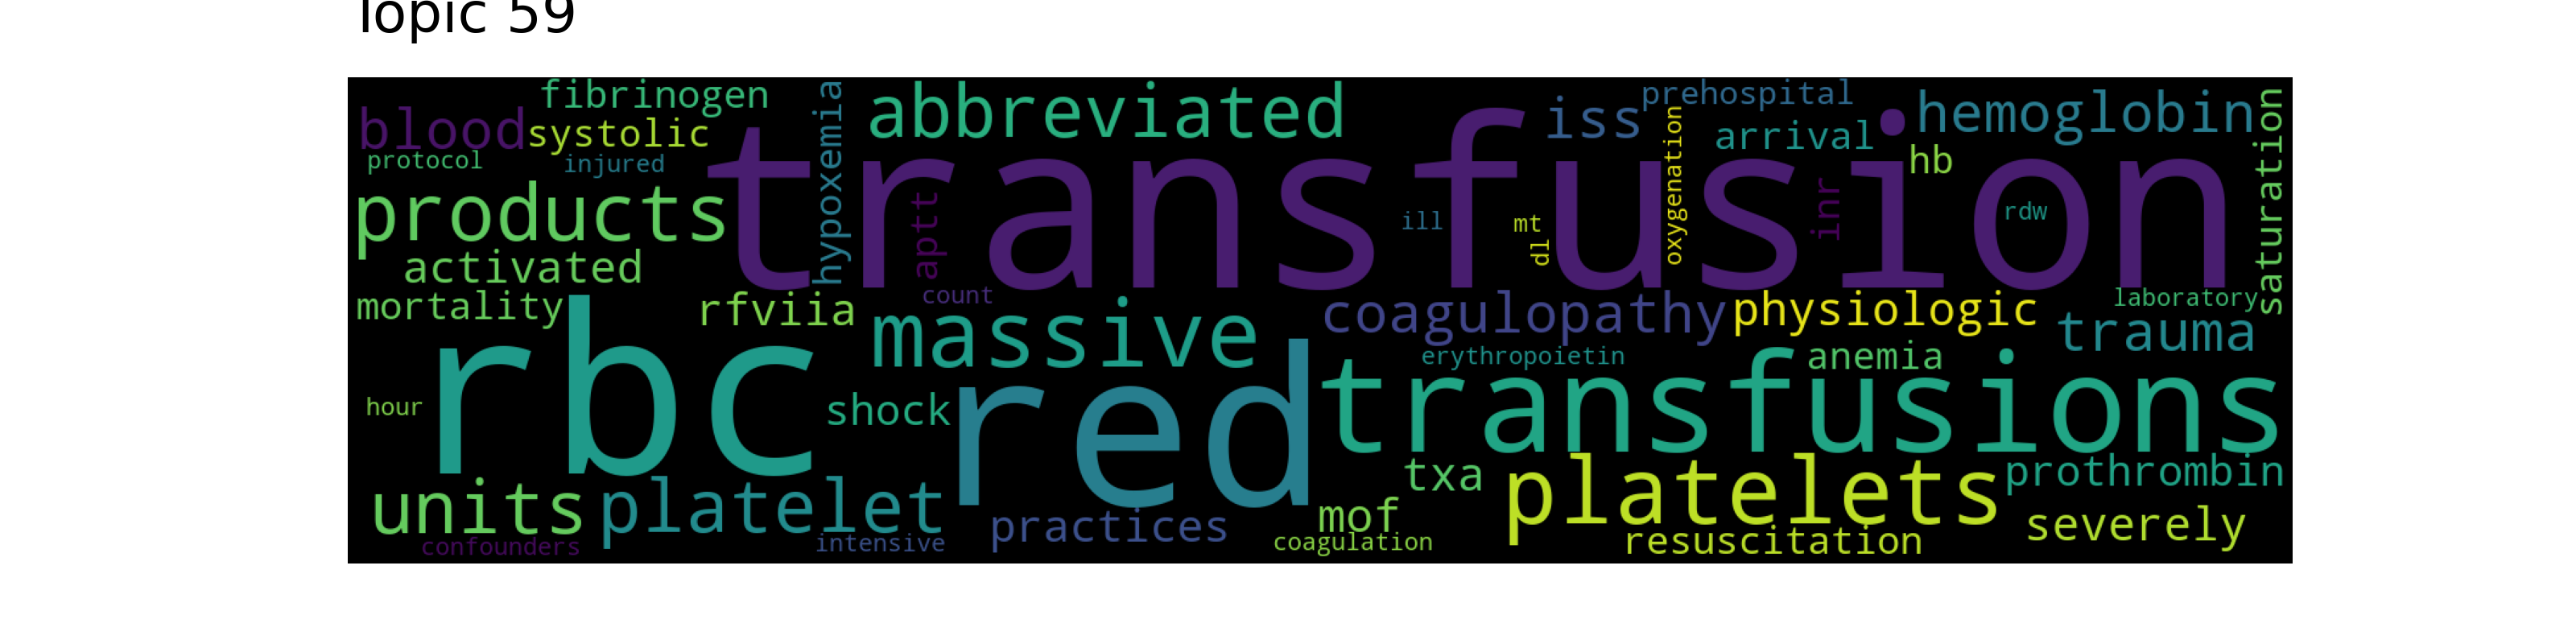 Topic 59
fibrinogen
blood
systolic
protocol
injured
hypoxemia
abbreviated
iss
prehospital
arrival
hemoglobin
hb
saturation
oxygenation
transfusion
products
aptt
ill
mt
dl
inr
rdw
activated
mortality
rfviia
count
massive
coagulopathy
physiologic
laboratory
trauma
erythropoietin
anemia
hour
rbc
shock
red
transfusions
units
platelet
practices
txa
mof
platelets
prothrombin
severely
confounders
intensive
coagulation
resuscitation